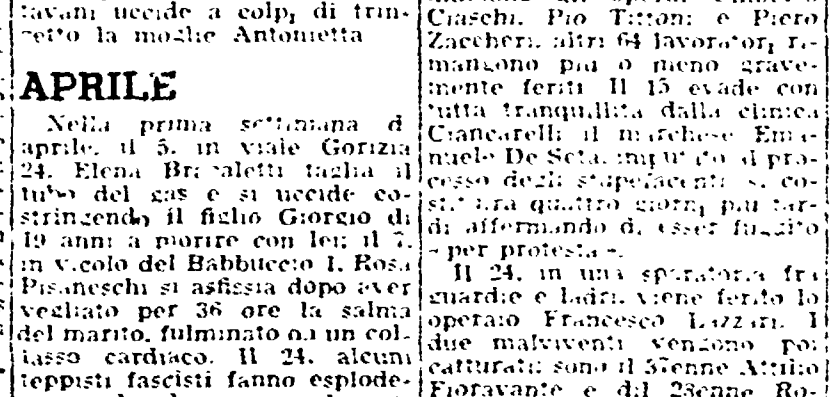 tavani uccide a colpi di trin-
cetto la moglie Antonietta
APRILE
Nella prima settimana di
aprile. il 5. in viale Gorizia
24. Elena taglia il
tubo del gas e si uccide co-
stringendo il figlio Giorgio di
19 anni a morire con lei: il 7.
in vicolo del Babbuccio 1. Rosa
Pisaneschi si asfissia dopo aver
vegliato per 36 ore la salma
del marito. fulminato da un col-
lasso cardiaco. Il 24. alcuni
teppisti fascisti fanno esplode-
Ciaschi. Pio Tittoni e Piero
Zaccheri. altri 64 lavoratori ri-
mangono più o meno grave-
mente feriti Il 15 evade con
tutta tranquillità dalla clinica
Ciancarelli il marchese Ema-
nuele De Seta. imputato al pro-
cesso degli stupefacenti. si co-
stituirà quattro giorni più tar-
di affermando di esser fuggito
« per protesta ».
Il 24. in una sparatoria fra
guardie e ladri. viene ferito lo
operaio Francesco Lazzari. I
due malviventi vengono poi
catturati: sono il 37enne Attilio
Fioravante e dil 28enne Ro-